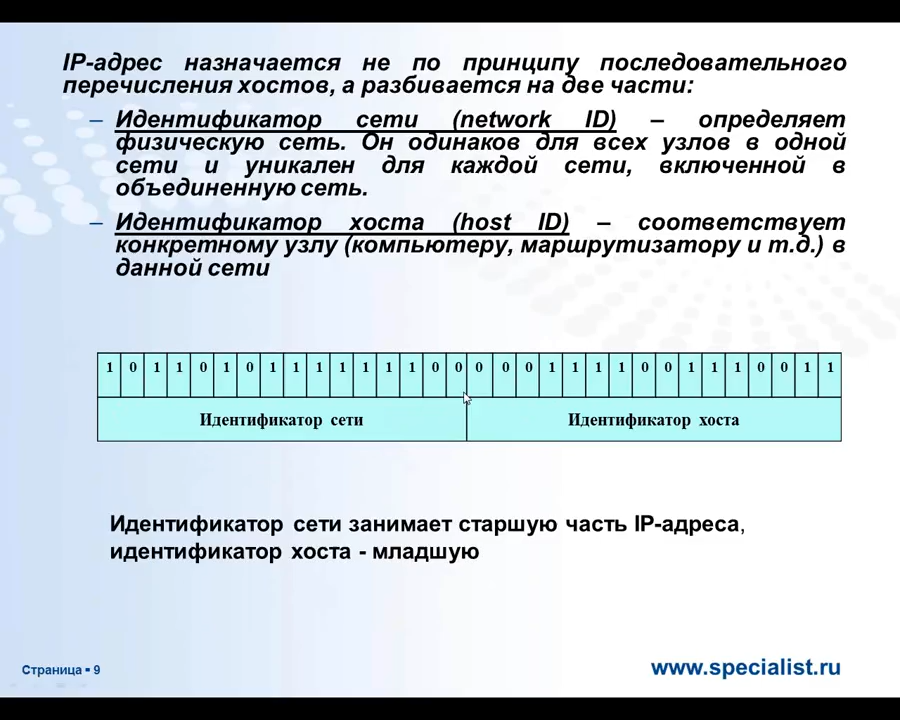 IP-адрес назначается не по принципу последовательного
перечисления хостов, а разбивается на две части:
– Идентификатор сети (network ID) – определяет
физическую сеть. Он одинаков для всех узлов в одной
сети и уникален для каждой сети, включенной в
объединенную сеть.
– Идентификатор хоста (host ID) – соответствует
конкретному узлу (компьютеру, маршрутизатору и т.д.) в
данной сети
1 0 1 1 0 1 0 1 1 1 1 1 1 1 0 0 0 0 0 1 1 1 1 0 0 1 1 1 0 0 1 1
Идентификатор сети Идентификатор хоста
Идентификатор сети занимает старшую часть IP-адреса,
идентификатор хоста - младшую
Страница ▪ 9 www.specialist.ru